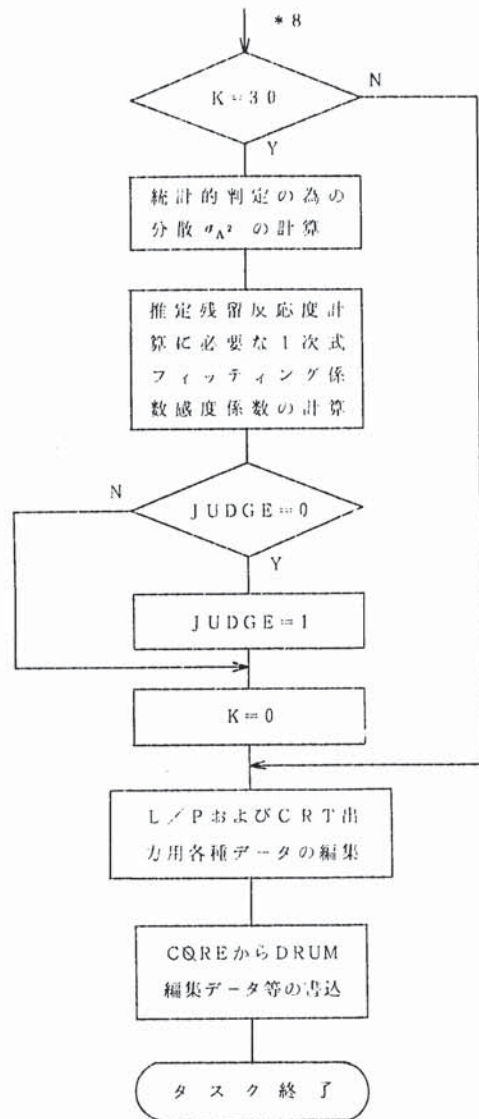 *8
K=30
N
Y
統計的判定の為の
分散 σA² の計算
推定残留反応度計
算に必要な1次式
フィッティング係
数感度係数の計算
N
JUDGE=0
Y
JUDGE=1
K=0
L/PおよびCRT出
力用各種データの編集
COREからDRUM
編集データ等の書込
タスク終了